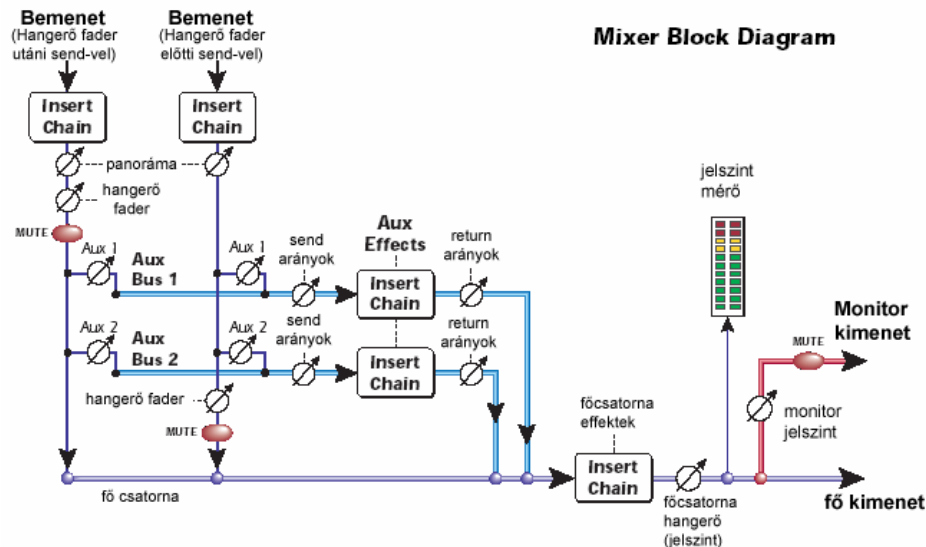 Bemenet
(Hangerő fader
utáni send-vel)
Bemenet
(Hangerő fader
előtti send-vel)
Mixer Block Diagram
Insert
Chain
Insert
Chain
panoráma
hangerő
fader
MUTE
Aux 1
Aux
Bus 1
Aux 1
send
arányok
Aux
Effects
return
arányok
Insert
Chain
jelszint
mérő
Aux 2
Aux
Bus 2
Aux 2
send
arányok
return
arányok
Insert
Chain
Monitor
kimenet
MUTE
hangerő fader
MUTE
főcsatorna
effektek
monitor
jelszint
Insert
Chain
fő csatorna
főcsatorna
hangerő
(jelszint)
fő kimenet